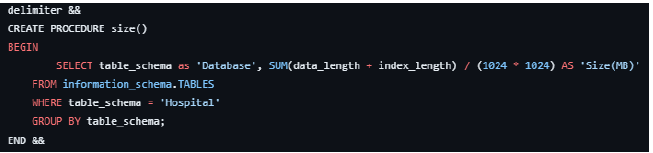 delimiter &&
CREATE PROCEDURE size()
BEGIN
SELECT table_schema as 'Database', SUM(data_length + index_length) / (1024 * 1024) AS 'Size(MB)'
FROM information_schema.TABLES
WHERE table_schema = 'Hospital'
GROUP BY table_schema;
END &&